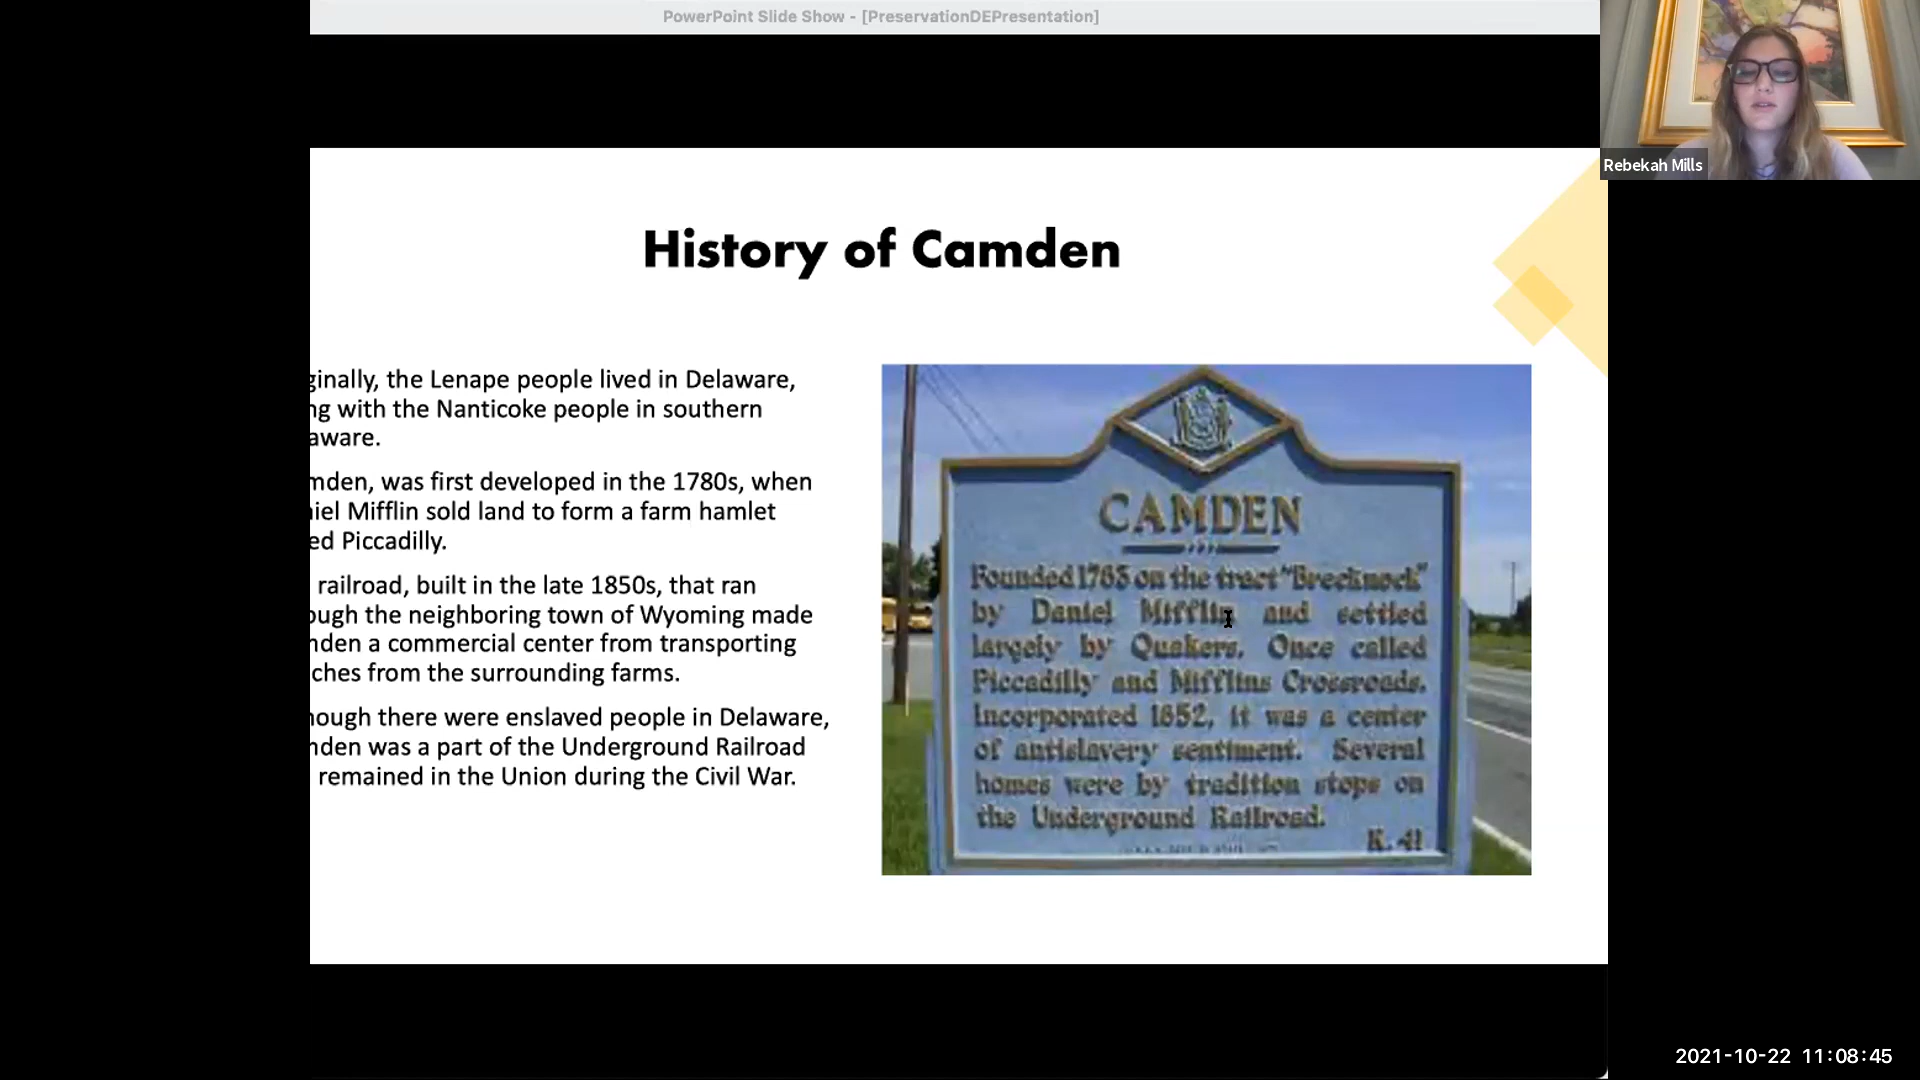 PowerPoint Slide Show - [PreservationDEPresentation]
Rebekah Mills
History of Camden
ginally, the Lenape people lived in Delaware,
ng with the Nanticoke people in southern
aware.
mden, was first developed in the 1780s, when
niel Mifflin sold land to form a farm hamlet
ed Piccadilly.
railroad, built in the late 1850s, that ran
ough the neighboring town of Wyoming made
mden a commercial center from transporting
ches from the surrounding farms.
hough there were enslaved people in Delaware,
mden was a part of the Underground Railroad
remained in the Union during the Civil War.
CAMDEN
Founded 1783 on the tract "Brecknock"
by Daniel Mifflin and settled
largely by Quakers. Once called
Piccadilly and Mifflins Crossroads.
Incorporated 1852, it was a center
of antislavery sentiment. Several
homes were by tradition stops on
the Underground Railroad.
K. 41
2021-10-22 11:08:45